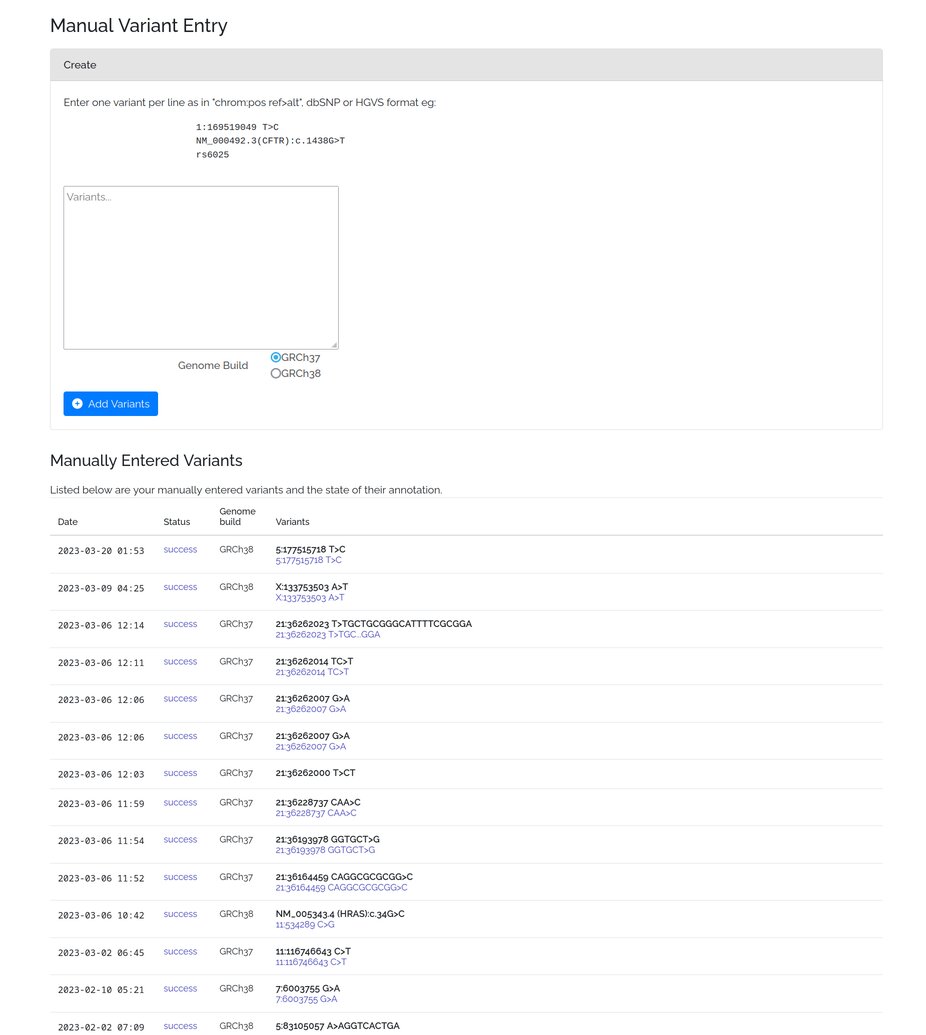 Manual Variant Entry
Create
Enter one variant per line as in "chrom:pos ref>alt", dbSNP or HGVS format eg:
1:169519049 T>C
NM_000492.3(CFTR):c.1438G>T
rs6025
Variants...
Genome Build
GRCh37
GRCh38
Add Variants
Manually Entered Variants
Listed below are your manually entered variants and the state of their annotation.
Date Status Genome build Variants
2023-03-20 01:53 success GRCh38 5:177515718 T>C
5:177515718 T>C
2023-03-09 04:25 success GRCh38 X:133753503 A>T
X:133753503 A>T
2023-03-06 12:14 success GRCh37 21:36262023 T>TGCTGCGGGCATTTTCGCGGA
21:36262023 T>TGC...GGA
2023-03-06 12:11 success GRCh37 21:36262014 TC>T
21:36262014 TC>T
2023-03-06 12:06 success GRCh37 21:36262007 G>A
21:36262007 G>A
2023-03-06 12:06 success GRCh37 21:36262007 G>A
21:36262007 G>A
2023-03-06 12:03 success GRCh37 21:36262000 T>CT
2023-03-06 11:59 success GRCh37 21:36228737 CAA>C
21:36228737 CAA>C
2023-03-06 11:54 success GRCh37 21:36193978 GGTGCT>G
21:36193978 GGTGCT>G
2023-03-06 11:52 success GRCh37 21:36164459 CAGGCGCGCGG>C
21:36164459 CAGGCGCGCGG>C
2023-03-06 10:42 success GRCh38 NM_005343.4 (HRAS):c.34G>C
11:534289 C>G
2023-03-02 06:45 success GRCh37 11:116746643 C>T
11:116746643 C>T
2023-02-10 05:21 success GRCh38 7:6003755 G>A
7:6003755 G>A
2023-02-02 07:09 success GRCh38 5:83105057 A>AGGTCACTGA